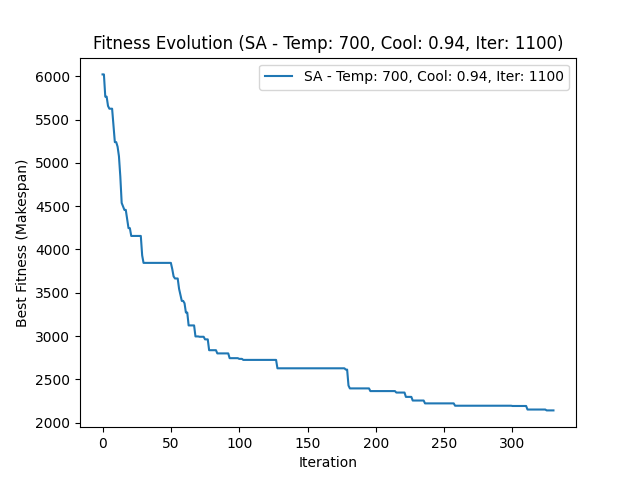 Fitness Evolution (SA - Temp: 700, Cool: 0.94, Iter: 1100)
SA - Temp: 700, Cool: 0.94, Iter: 1100
Best Fitness (Makespan)
6000
5500
5000
4500
4000
3500
3000
2500
2000
0 50 100 150 200 250 300
Iteration